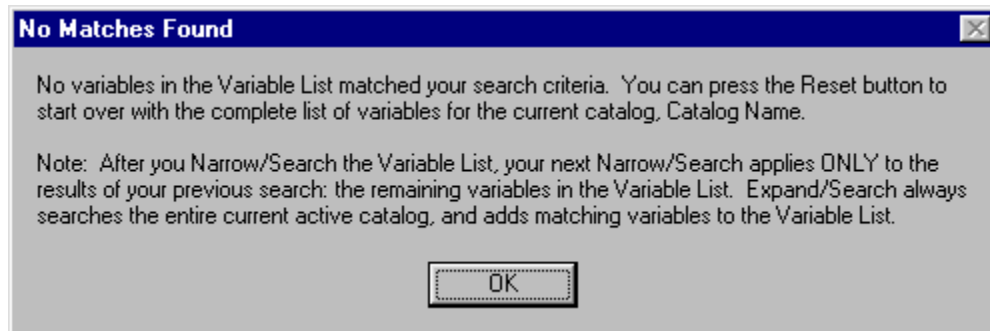 No Matches Found
No variables in the Variable List matched your search criteria.  You can press the Reset button to
start over with the complete list of variables for the current catalog, Catalog Name.
Note:  After you Narrow/Search the Variable List, your next Narrow/Search applies ONLY to the
results of your previous search: the remaining variables in the Variable List.  Expand/Search always
searches the entire current active catalog, and adds matching variables to the Variable List.
OK